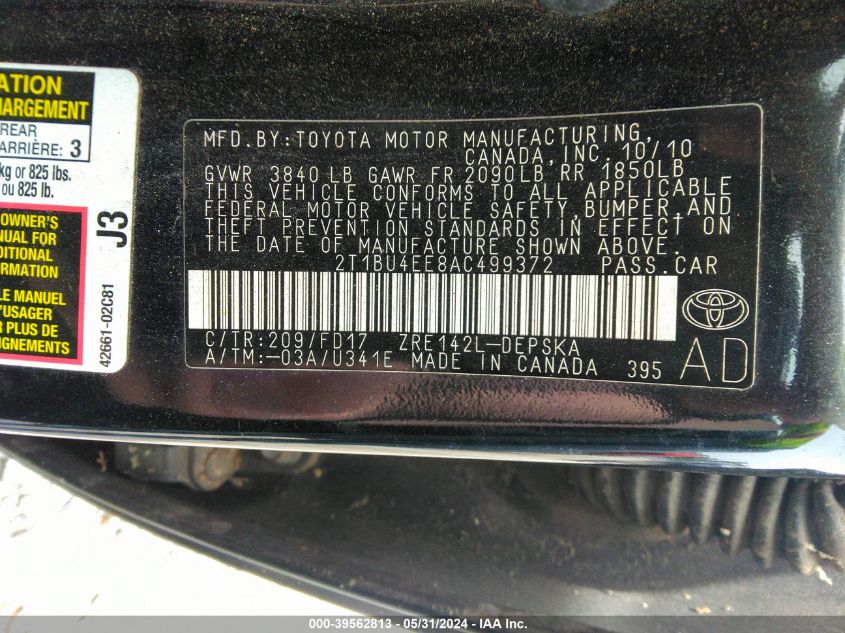 ATION
HARGEMENT
REAR
ARRIÈRE: 3
kg or 825 lbs.
ou 825 lb.
OWNER'S
NUAL FOR
DITIONAL
ORMATION
LE MANUEL
'USAGER
R PLUS DE
IGNEMENTS
J3
42661-02C81
MFD.BY:TOYOTA MOTOR MANUFACTURING,
CANADA,INC. 10/10
GVWR 3840 LB GAWR FR 2090LB RR 1850LB
THIS VEHICLE CONFORMS TO ALL APPLICABLE
FEDERAL MOTOR VEHICLE SAFETY,BUMPER,AND
THEFT PREVENTION STANDARDS IN EFFECT ON
THE DATE OF MANUFACTURE SHOWN ABOVE.
2T1BU4EE8AC499372 PASS.CAR
C/TR:209/FD17 ZRE142L-DEPSKA
A/TM:-03A/U341E MADE IN CANADA 395
AD
000-39562813 - 05/31/2024 - IAA Inc.